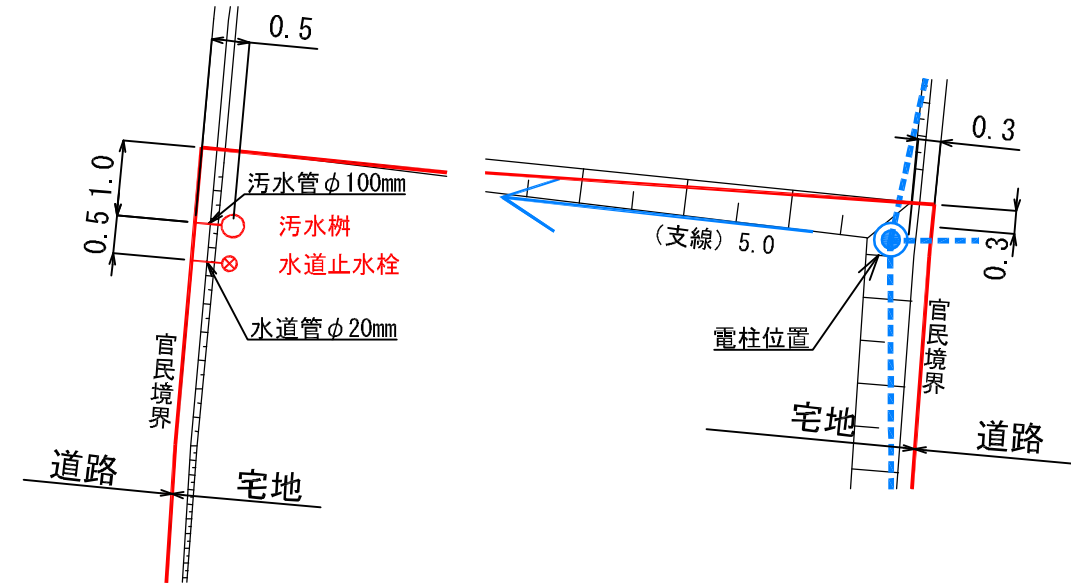 0.5
1.0
0.5
汚水管φ100mm
汚水桝
水道止水栓
水道管φ20mm
官民境界
道路
宅地
0.3
0.3
(支線) 5.0
電柱位置
官民境界
宅地
道路